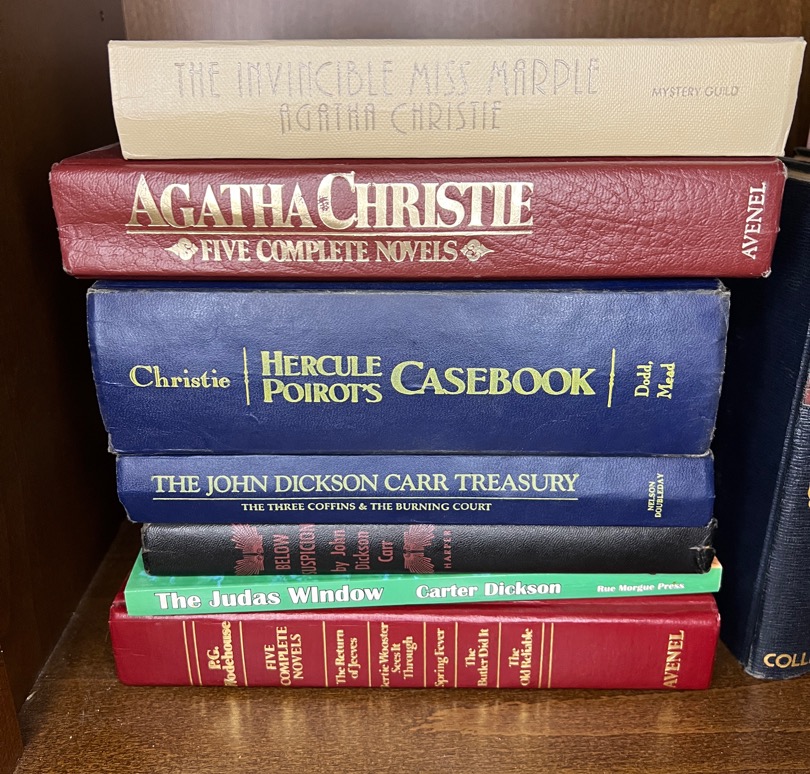 THE INVINCIBLE MISS MARPLE
AGATHA CHRISTIE
MYSTERY GUILD
AGATHA CHRISTIE
FIVE COMPLETE NOVELS
AVENEL
Christie
HERCULE
POIROT'S
CASEBOOK
Dodd,
Mead
THE JOHN DICKSON CARR TREASURY
THE THREE COFFINS & THE BURNING COURT
NELSON
DOUBLEDAY
BELOW
SUSPICION
by John
Dickson
Carr
HARPER
The Judas WIndow
Carter Dickson
Rue Morgue Press
P.G.
Wodehouse
FIVE
COMPLETE
NOVELS
The Return
of Jeeves
Bertie Wooster
Sees It
Through
Spring Fever
The
Butler Did It
The
Old Reliable
AVENEL
COLL